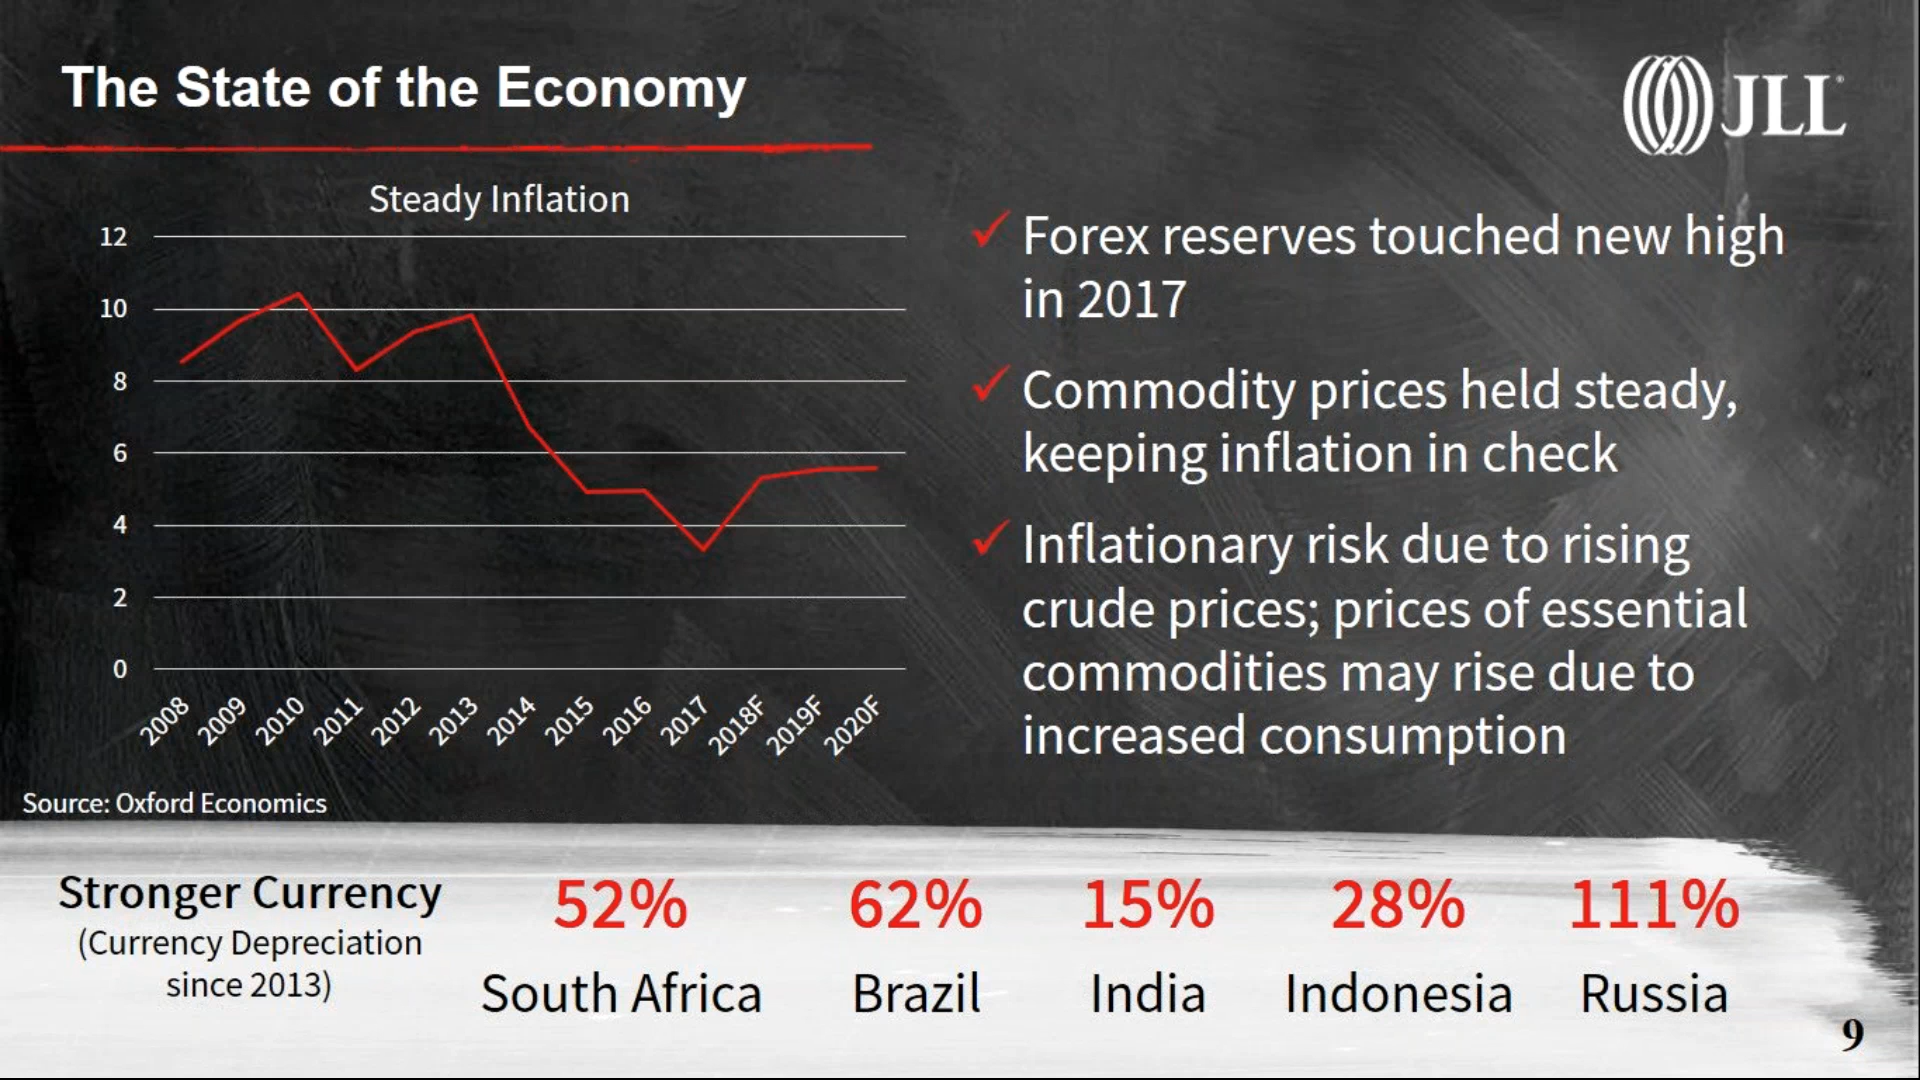 The State of the Economy
JLL
Steady Inflation
12
10
8
6
4
2
0
2008
2009
2010
2011
2012
2013
2014
2015
2016
2017
2018F
2019F
2020F
Source: Oxford Economics
Forex reserves touched new high
in 2017
Commodity prices held steady,
keeping inflation in check
Inflationary risk due to rising
crude prices; prices of essential
commodities may rise due to
increased consumption
Stronger Currency
(Currency Depreciation
since 2013)
52%
South Africa
62%
Brazil
15%
India
28%
Indonesia
111%
Russia
9